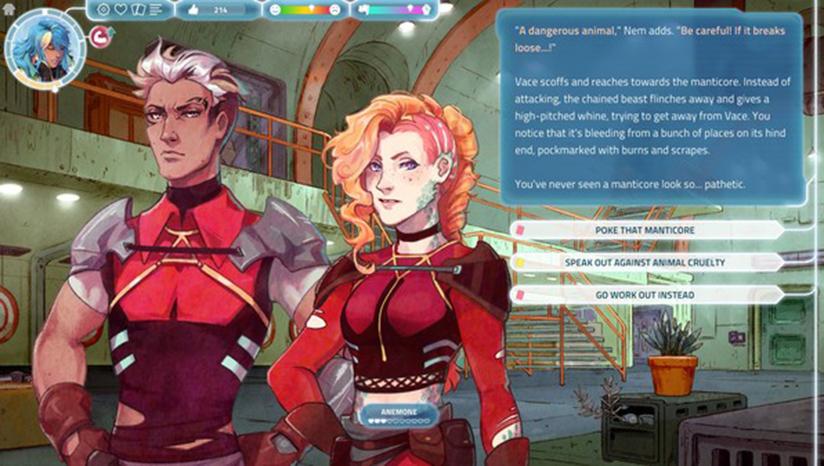 214
"A dangerous animal," Nem adds. "Be careful! If it breaks
loose...!"
Vace scoffs and reaches towards the manticore. Instead of
attacking, the chained beast flinches away and gives a
high-pitched whine, trying to get away from Vace. You
notice that it's bleeding from a bunch of places on its hind
end, pockmarked with burns and scrapes.
You've never seen a manticore look so... pathetic.
POKE THAT MANTICORE
SPEAK OUT AGAINST ANIMAL CRUELTY
GO WORK OUT INSTEAD
ANEMONE